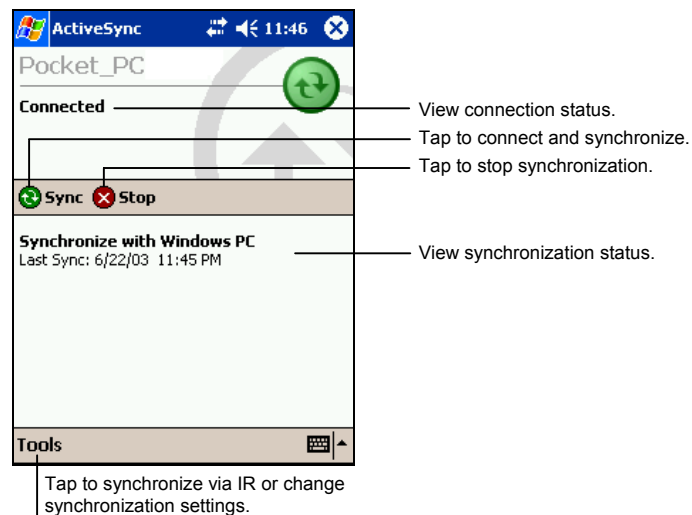 ActiveSync 11:46
Pocket_PC
Connected
View connection status.
Tap to connect and synchronize.
Tap to stop synchronization.
Sync Stop
Synchronize with Windows PC
Last Sync: 6/22/03 11:45 PM
View synchronization status.
Tools
Tap to synchronize via IR or change
synchronization settings.